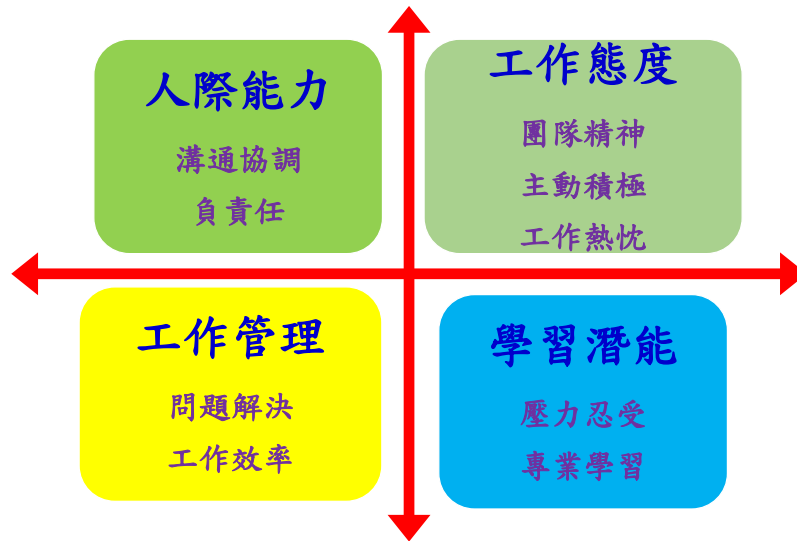 人際能力
溝通協調
負責任
工作態度
團隊精神
主動積極
工作熱忱
工作管理
問題解決
工作效率
學習潛能
壓力忍受
專業學習